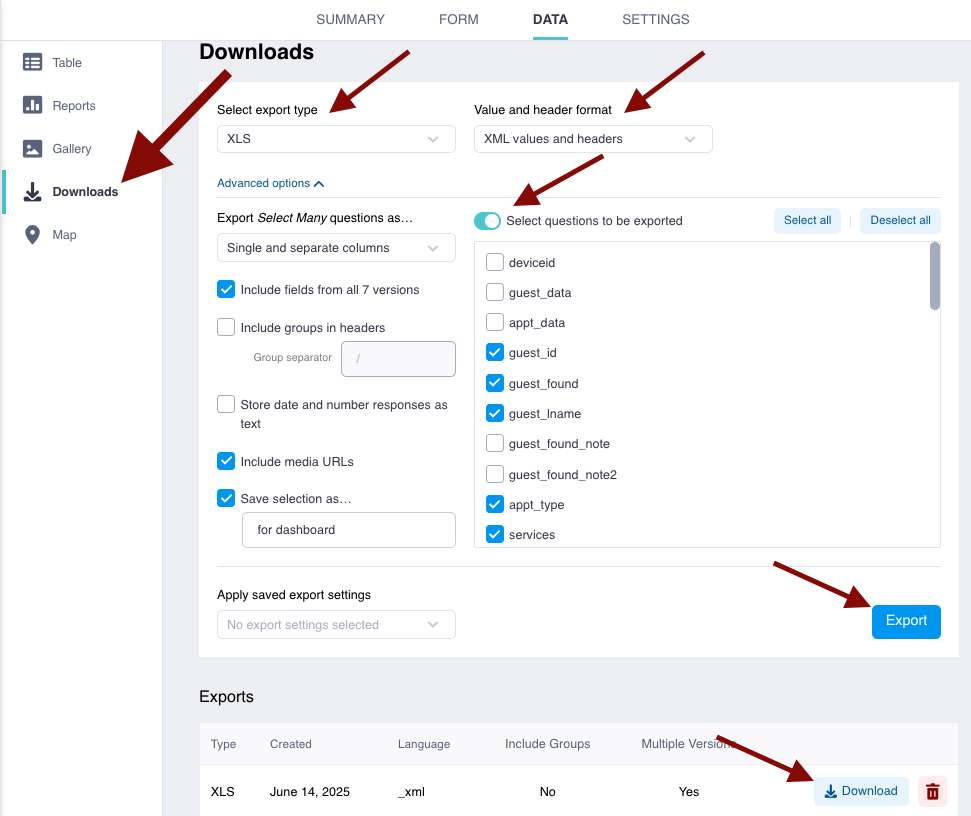 SUMMARY FORM DATA SETTINGS
Table
Reports
Gallery
Downloads
Map
Downloads
Select export type
XLS
Value and header format
XML values and headers
Advanced options
Export Select Many questions as…
Single and separate columns
Include fields from all 7 versions
Include groups in headers
Group separator /
Store date and number responses as
text
Include media URLs
Save selection as…
for dashboard
Select questions to be exported
Select all
Deselect all
deviceid
guest_data
appt_data
guest_id
guest_found
guest_lname
guest_found_note
guest_found_note2
appt_type
services
Apply saved export settings
No export settings selected
Export
Exports
Type Created Language Include Groups Multiple Versions
XLS June 14, 2025 _xml No Yes Download